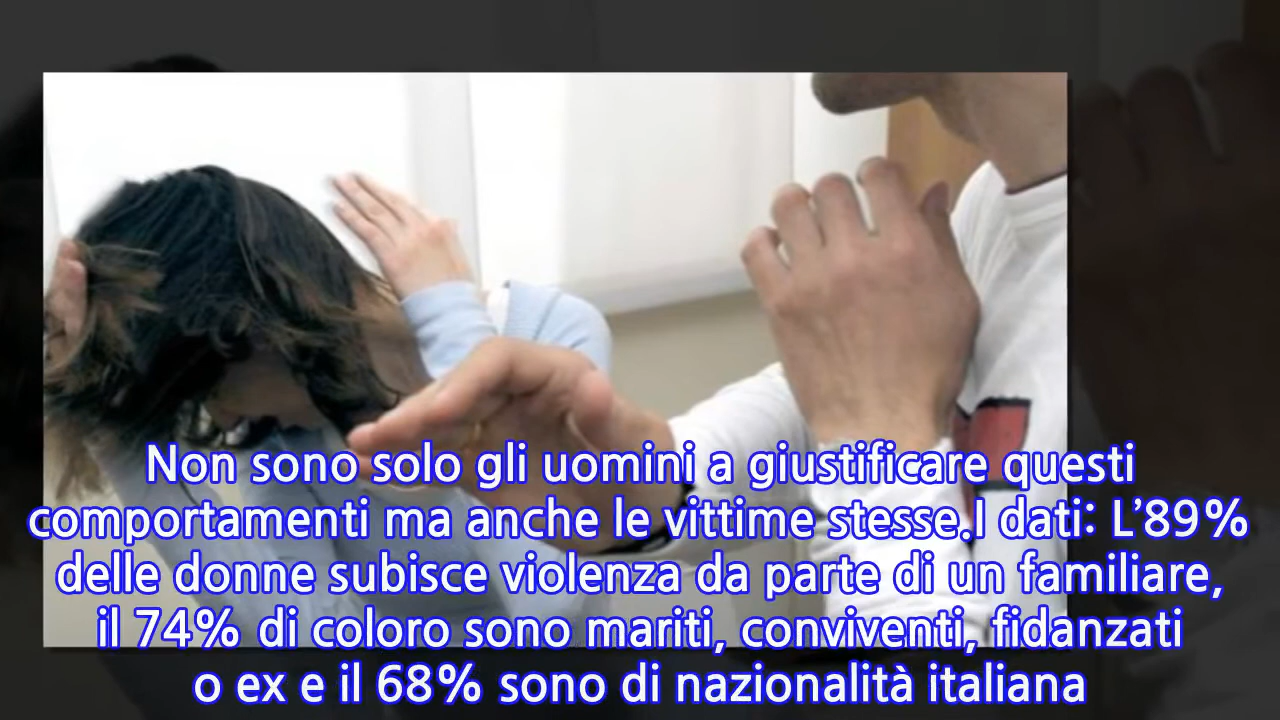 Non sono solo gli uomini a giustificare questi
comportamenti ma anche le vittime stesse.I dati: L’89%
delle donne subisce violenza da parte di un familiare,
il 74% di coloro sono mariti, conviventi, fidanzati
o ex e il 68% sono di nazionalità italiana